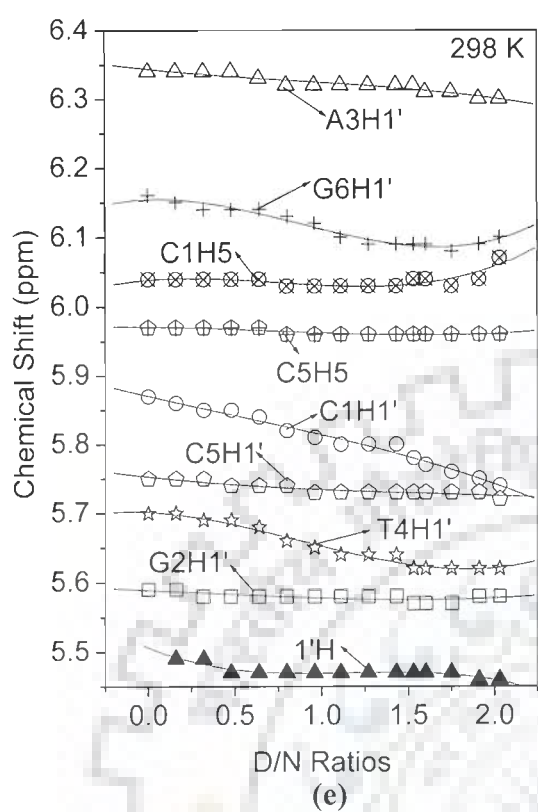 6.4
298 K
6.3
A3H1'
6.2
G6H1'
6.1
C1H5
6.0
C5H5
5.9
C1H1'
5.8
C5H1'
5.7
T4H1'
G2H1'
5.6
1'H
5.5
Chemical Shift (ppm)
0.0 0.5 1.0 1.5 2.0
D/N Ratios
(e)